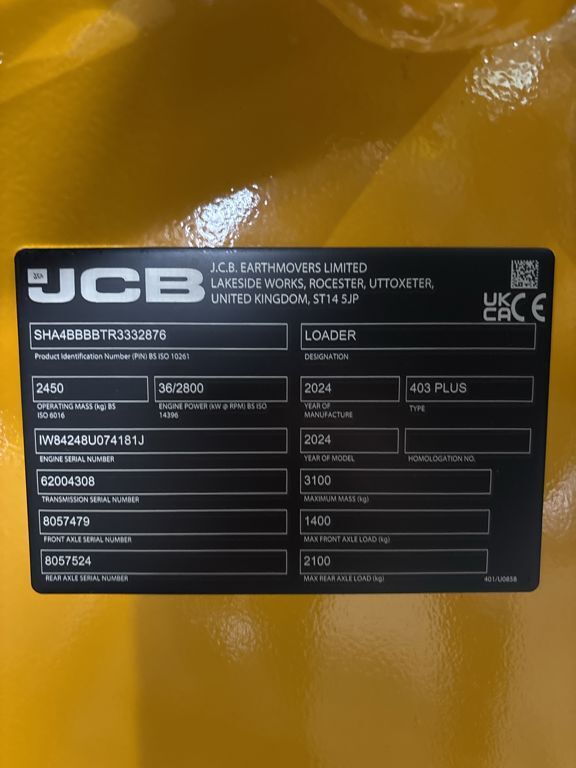 JCB
J.C.B. EARTHMOVERS LIMITED
LAKESIDE WORKS, ROCESTER, UTTOXETER,
UNITED KINGDOM, ST14 5JP
UK
CA CE
SHA4BBBBTR3332876
Product Identification Number (PIN) BS ISO 10261
LOADER
DESIGNATION
2450
OPERATING MASS (kg) BS
ISO 6016
36/2800
ENGINE POWER (kW @ RPM) BS ISO
14396
2024
YEAR OF
MANUFACTURE
403 PLUS
TYPE
IW84248U074181J
ENGINE SERIAL NUMBER
2024
YEAR OF MODEL
HOMOLOGATION NO.
62004308
TRANSMISSION SERIAL NUMBER
3100
MAXIMUM MASS (kg)
8057479
FRONT AXLE SERIAL NUMBER
1400
MAX FRONT AXLE LOAD (kg)
8057524
REAR AXLE SERIAL NUMBER
2100
MAX REAR AXLE LOAD (kg)
401/U0858